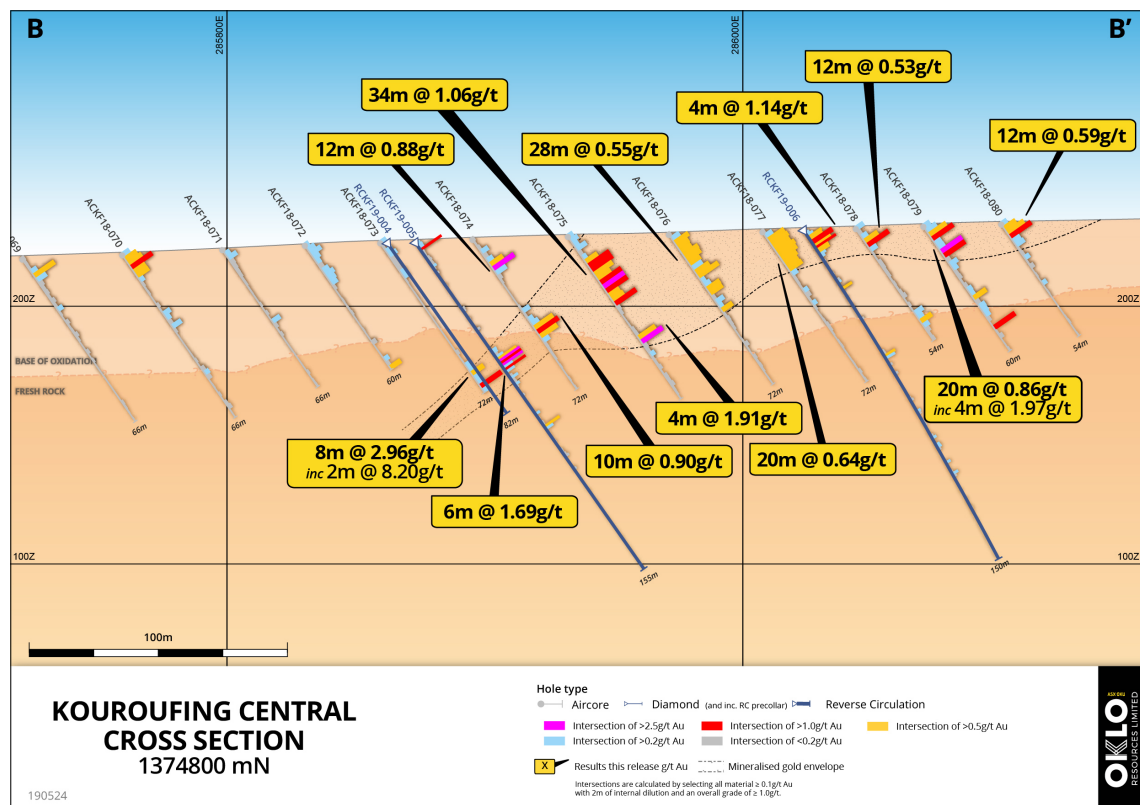 B
B’
285800E
286000E
12m @ 0.53g/t
34m @ 1.06g/t
4m @ 1.14g/t
12m @ 0.88g/t
28m @ 0.55g/t
12m @ 0.59g/t
069
ACKF18-070
ACKF18-071
ACKF18-072
ACKF18-073
RCKF19-004
RCKF19-005
ACKF18-074
ACKF18-075
ACKF18-076
ACKF18-077
RCKF19-006
ACKF18-078
ACKF18-079
ACKF18-080
200Z
200Z
BASE OF OXIDATION
FRESH ROCK
66m
66m
66m
60m
72m
82m
72m
72m
72m
54m
60m
54m
155m
150m
8m @ 2.96g/t
inc 2m @ 8.20g/t
6m @ 1.69g/t
10m @ 0.90g/t
4m @ 1.91g/t
20m @ 0.64g/t
20m @ 0.86g/t
inc 4m @ 1.97g/t
100Z
100Z
100m
KOUROUFING CENTRAL
CROSS SECTION
1374800 mN
190524
Hole type
Aircore
Diamond (and inc. RC precollar)
Reverse Circulation
Intersection of >2.5g/t Au
Intersection of >1.0g/t Au
Intersection of >0.5g/t Au
Intersection of >0.2g/t Au
Intersection of <0.2g/t Au
X
Results this release g/t Au
Mineralised gold envelope
Intersections are calculated by selecting all material ≥ 0.1g/t Au
with 2m of internal dilution and an overall grade of ≥ 1.0g/t.
ASX OKU
OKLO
RESOURCES LIMITED